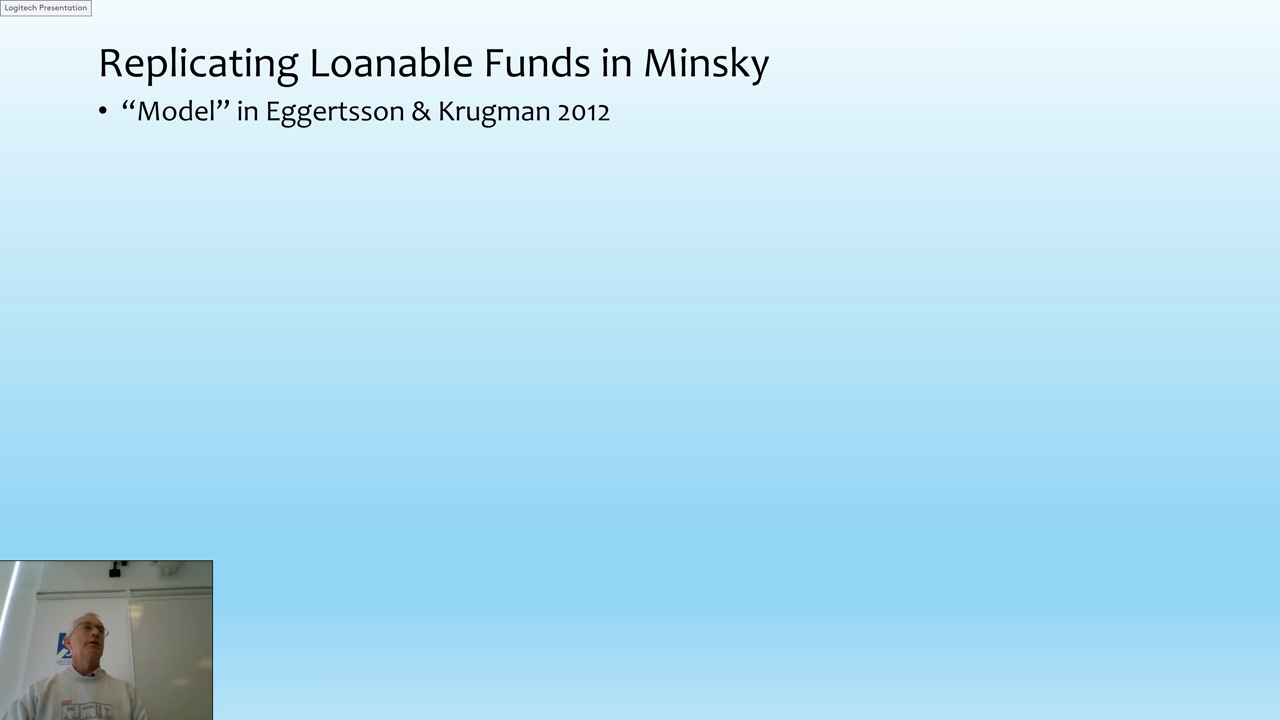 Logitech Presentation
Replicating Loanable Funds in Minsky
• “Model” in Eggertsson & Krugman 2012